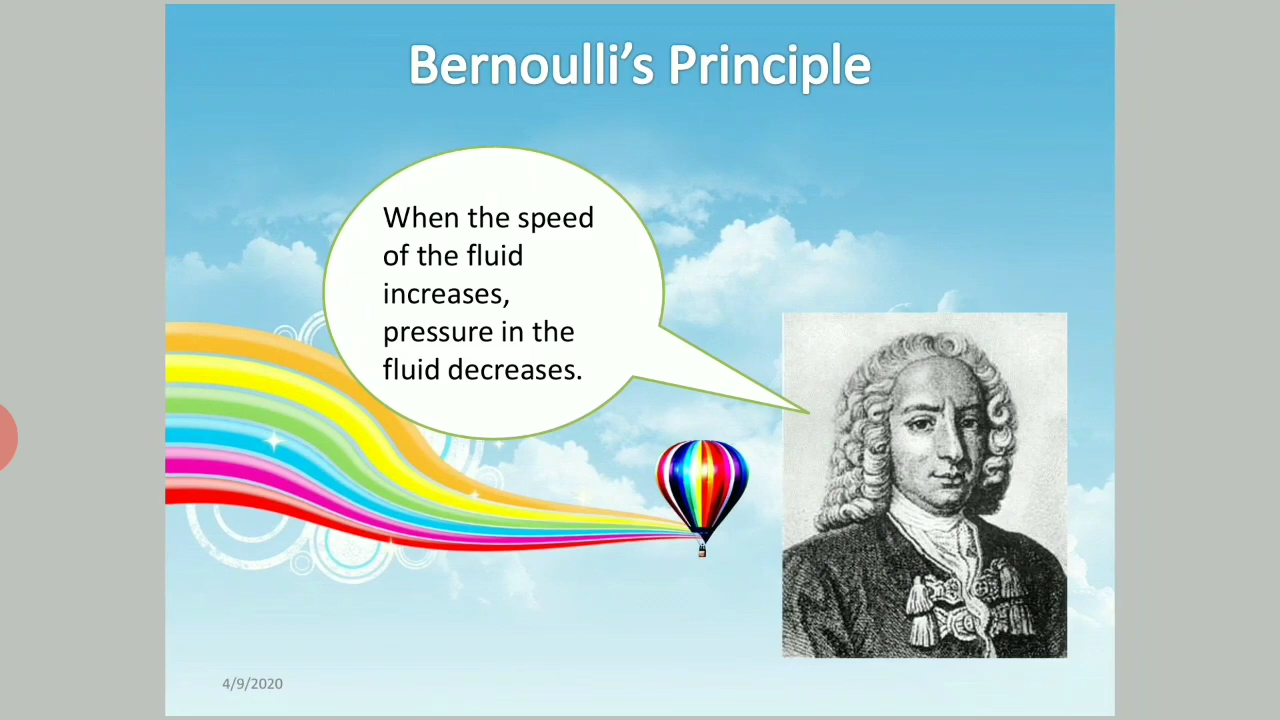 Bernoulli’s Principle
When the speed
of the fluid
increases,
pressure in the
fluid decreases.
4/9/2020